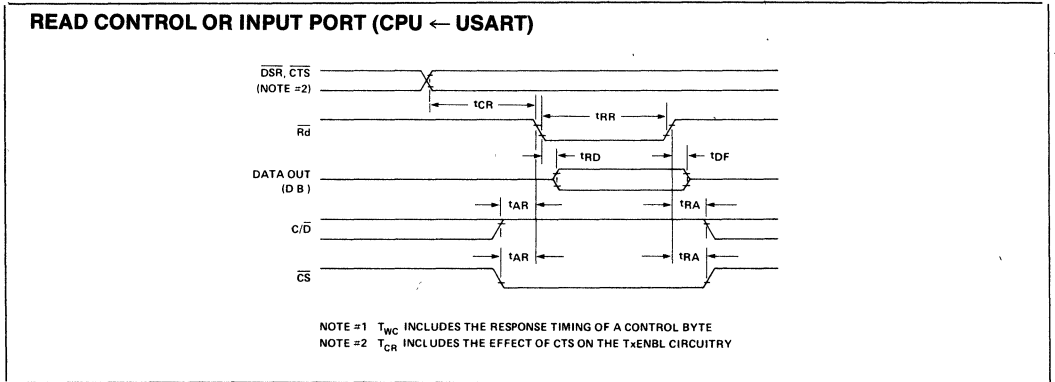 READ CONTROL OR INPUT PORT (CPU ← USART)
DSR, CTS
(NOTE #2)
tCR
tRR
Rd
tRD
tDF
DATA OUT
(D B)
tAR
tRA
C/D
tAR
tRA
CS
NOTE #1 TWC INCLUDES THE RESPONSE TIMING OF A CONTROL BYTE
NOTE #2 TCR INCLUDES THE EFFECT OF CTS ON THE TxENBL CIRCUITRY